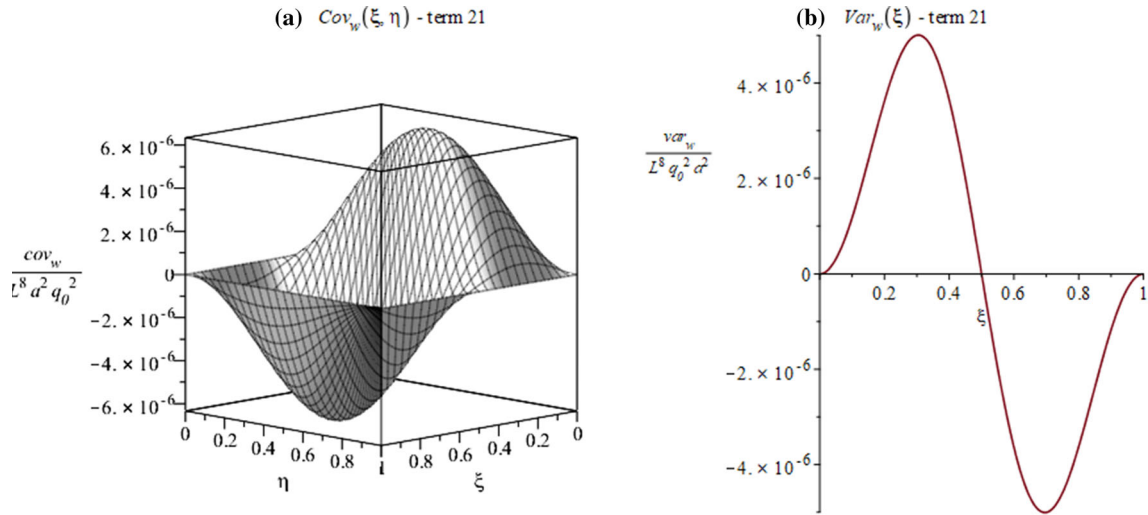 (a) Cov_w(ξ, η) - term 21
6. × 10^-6
4. × 10^-6
2. × 10^-6
0
-2. × 10^-6
-4. × 10^-6
-6. × 10^-6
cov_w
L^8 a^2 q_0^2
0 0.2 0.4 0.6 0.8 1 0.8 0.6 0.4 0.2 0
η ξ
(b) Var_w(ξ) - term 21
4. × 10^-6
2. × 10^-6
0
-2. × 10^-6
-4. × 10^-6
var_w
L^8 q_0^2 a^2
0.2 0.4 0.6 0.8 1
ξ